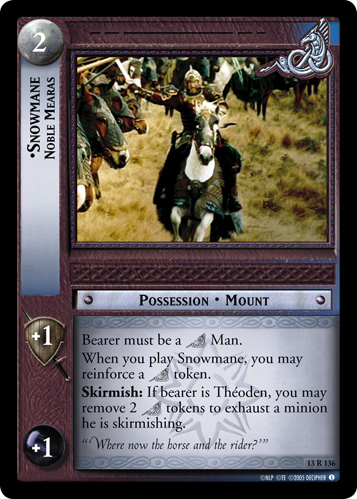 2
•Snowmane
Noble Mearas
Possession • Mount
+1
Bearer must be a Man.
When you play Snowmane, you may
reinforce a token.
Skirmish: If bearer is Théoden, you may
remove 2 tokens to exhaust a minion
he is skirmishing.
“‘Where now the horse and the rider?’”
+1
13 R 136
©NLP ™TE ©2005 DECIPHER